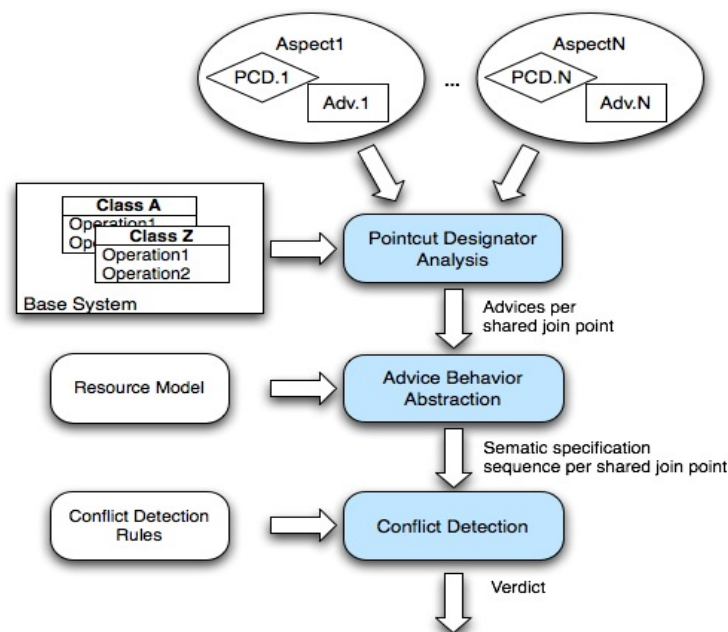 Aspect1
PCD.1
Adv.1
...
AspectN
PCD.N
Adv.N
Class A
Operation1
Class Z
Operation1
Operation2
Base System
Pointcut Designator
Analysis
Advices per
shared join point
Resource Model
Advice Behavior
Abstraction
Sematic specification
sequence per shared join point
Conflict Detection
Rules
Conflict Detection
Verdict